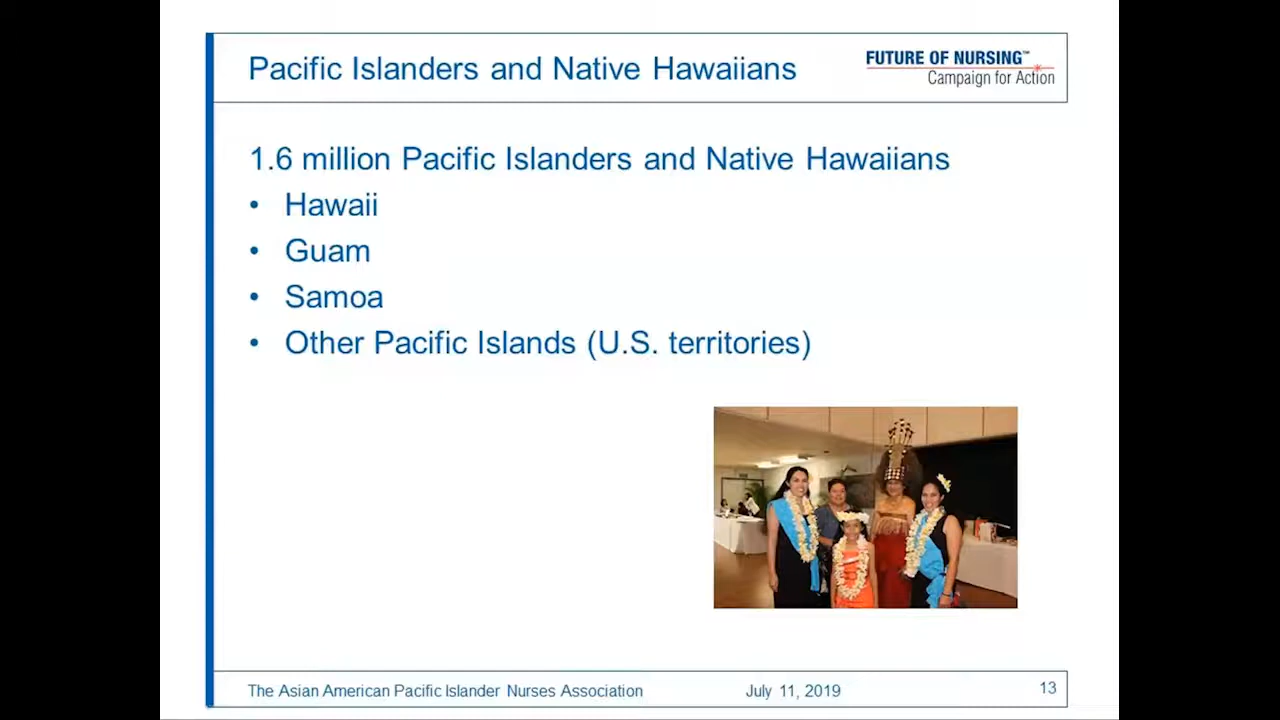 Pacific Islanders and Native Hawaiians
FUTURE OF NURSING™
Campaign for Action
1.6 million Pacific Islanders and Native Hawaiians
• Hawaii
• Guam
• Samoa
• Other Pacific Islands (U.S. territories)
The Asian American Pacific Islander Nurses Association
July 11, 2019
13